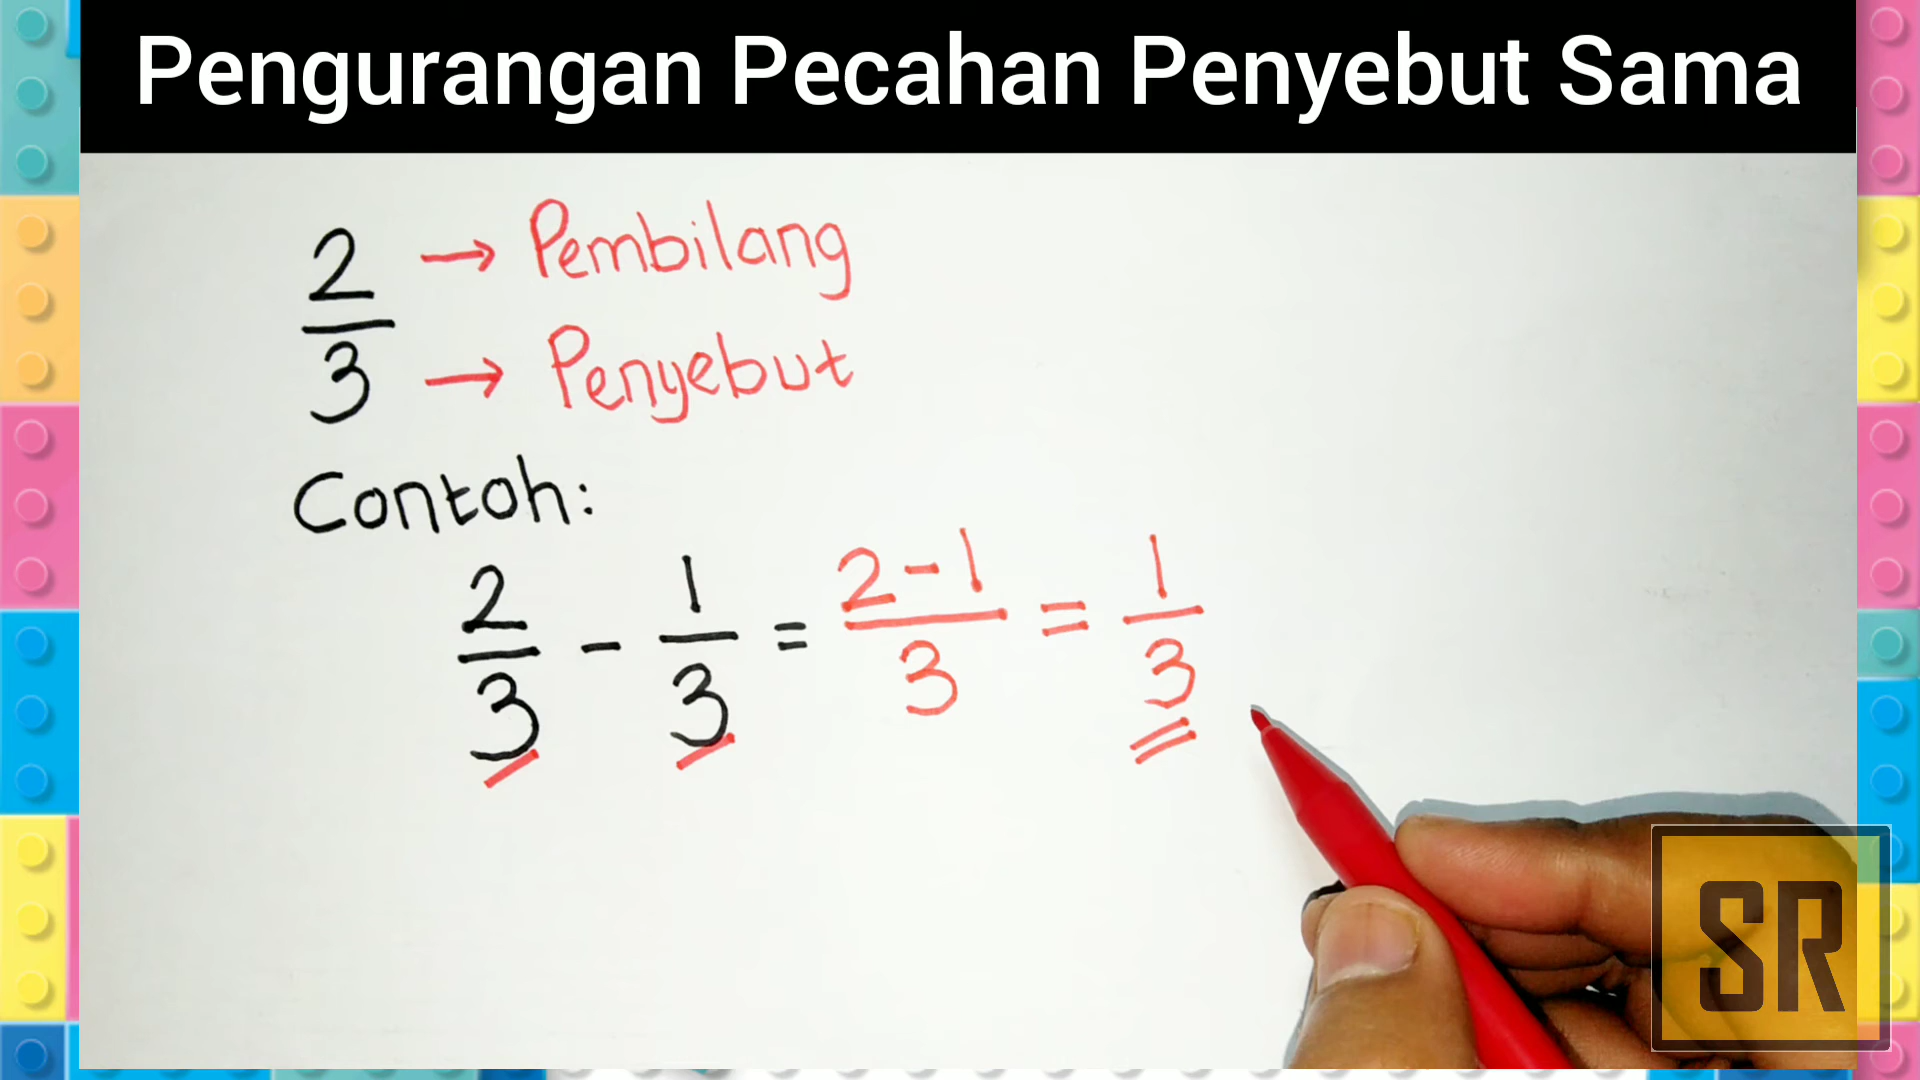 Pengurangan Pecahan Penyebut Sama
2/3 → Pembilang
→ Penyebut
Contoh:
2/3 - 1/3 = 2-1/3 = 1/3
SR